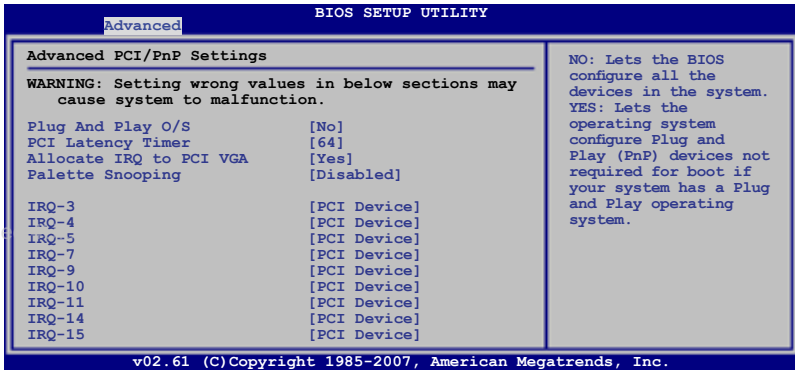 BIOS SETUP UTILITY
Advanced
Advanced PCI/PnP Settings
WARNING: Setting wrong values in below sections may
cause system to malfunction.
Plug And Play O/S [No]
PCI Latency Timer [64]
Allocate IRQ to PCI VGA [Yes]
Palette Snooping [Disabled]
IRQ-3 [PCI Device]
IRQ-4 [PCI Device]
IRQ-5 [PCI Device]
IRQ-7 [PCI Device]
IRQ-9 [PCI Device]
IRQ-10 [PCI Device]
IRQ-11 [PCI Device]
IRQ-14 [PCI Device]
IRQ-15 [PCI Device]
NO: Lets the BIOS
configure all the
devices in the system.
YES: Lets the
operating system
configure Plug and
Play (PnP) devices not
required for boot if
your system has a Plug
and Play operating
system.
v02.61 (C)Copyright 1985-2007, American Megatrends, Inc.